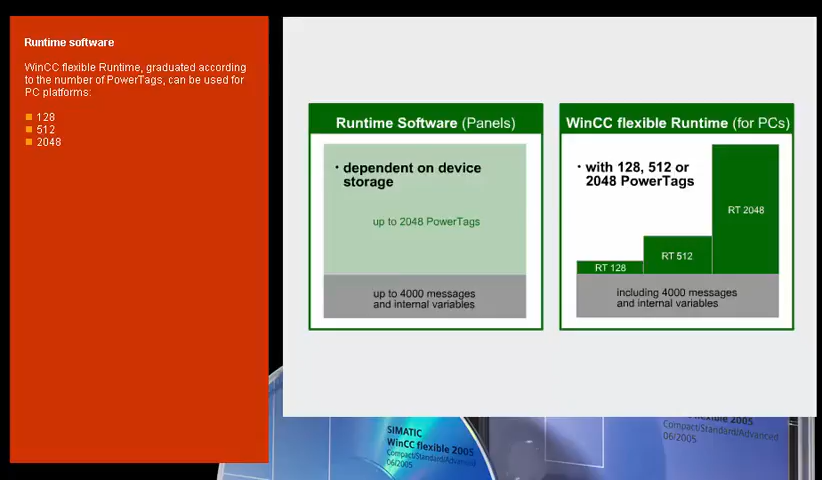 Runtime software
WinCC flexible Runtime, graduated according
to the number of PowerTags, can be used for
PC platforms:
128
512
2048
Runtime Software (Panels)
· dependent on device
storage
up to 2048 PowerTags
up to 4000 messages
and internal variables
WinCC flexible Runtime (for PCs)
· with 128, 512 or
2048 PowerTags
RT 2048
RT 512
RT 128
including 4000 messages
and internal variables
SIMATIC
WinCC flexible 2005
Compact/Standard/Advanced
06/2005
flexible 2005
Compact/Standard/Advanced
06/2005